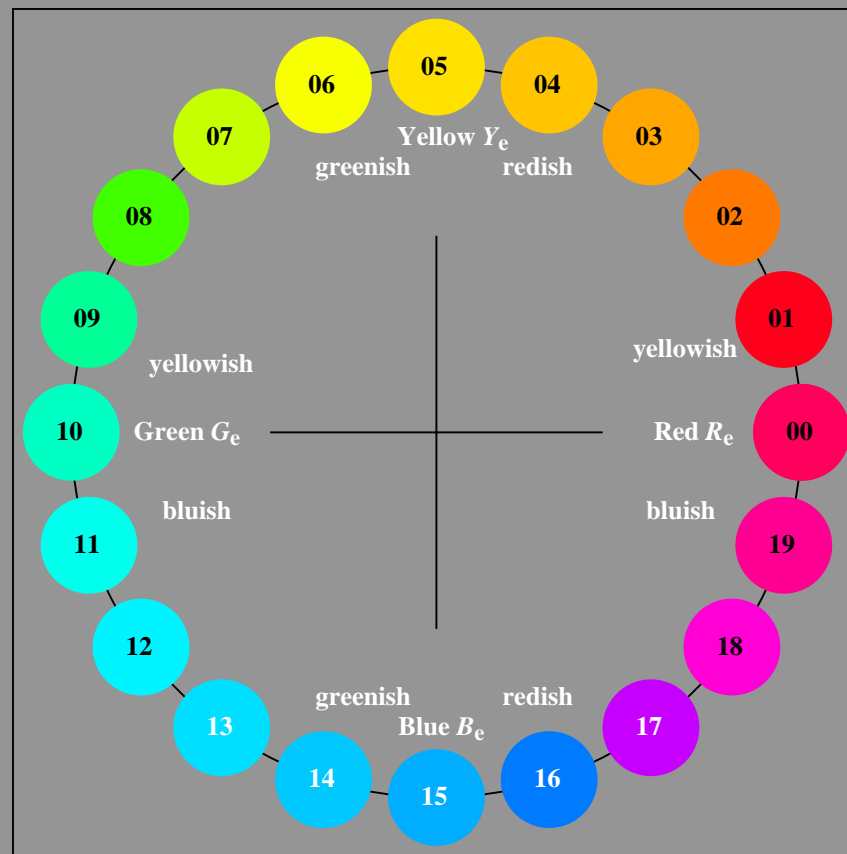 05
06
04
07
Yellow Yₑ
03
greenish
redish
08
02
09
01
yellowish
yellowish
10
Green Gₑ
Red Rₑ
00
bluish
bluish
11
19
12
18
greenish
redish
13
Blue Bₑ
17
14
16
15